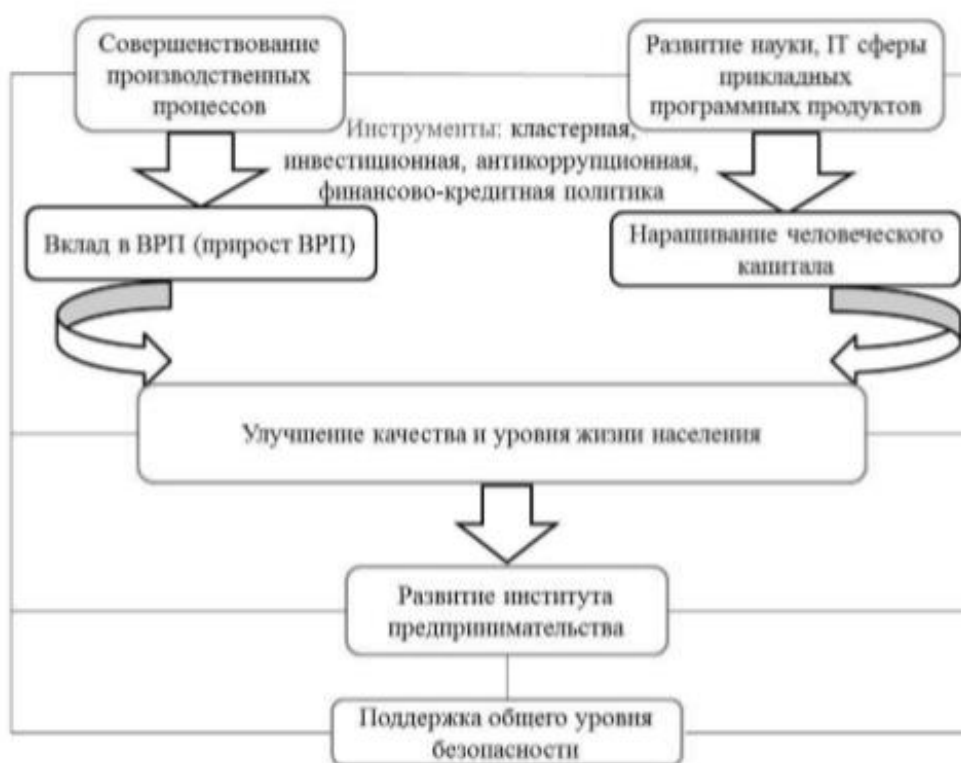 Совершенствование
производственных
процессов
Развитие науки, IT сферы
прикладных
программных продуктов
Инструменты: кластерная,
инвестиционная, антикоррупционная,
финансово-кредитная политика
Вклад в ВРП (прирост ВРП)
Наращивание человеческого
капитала
Улучшение качества и уровня жизни населения
Развитие института
предпринимательства
Поддержка общего уровня
безопасности